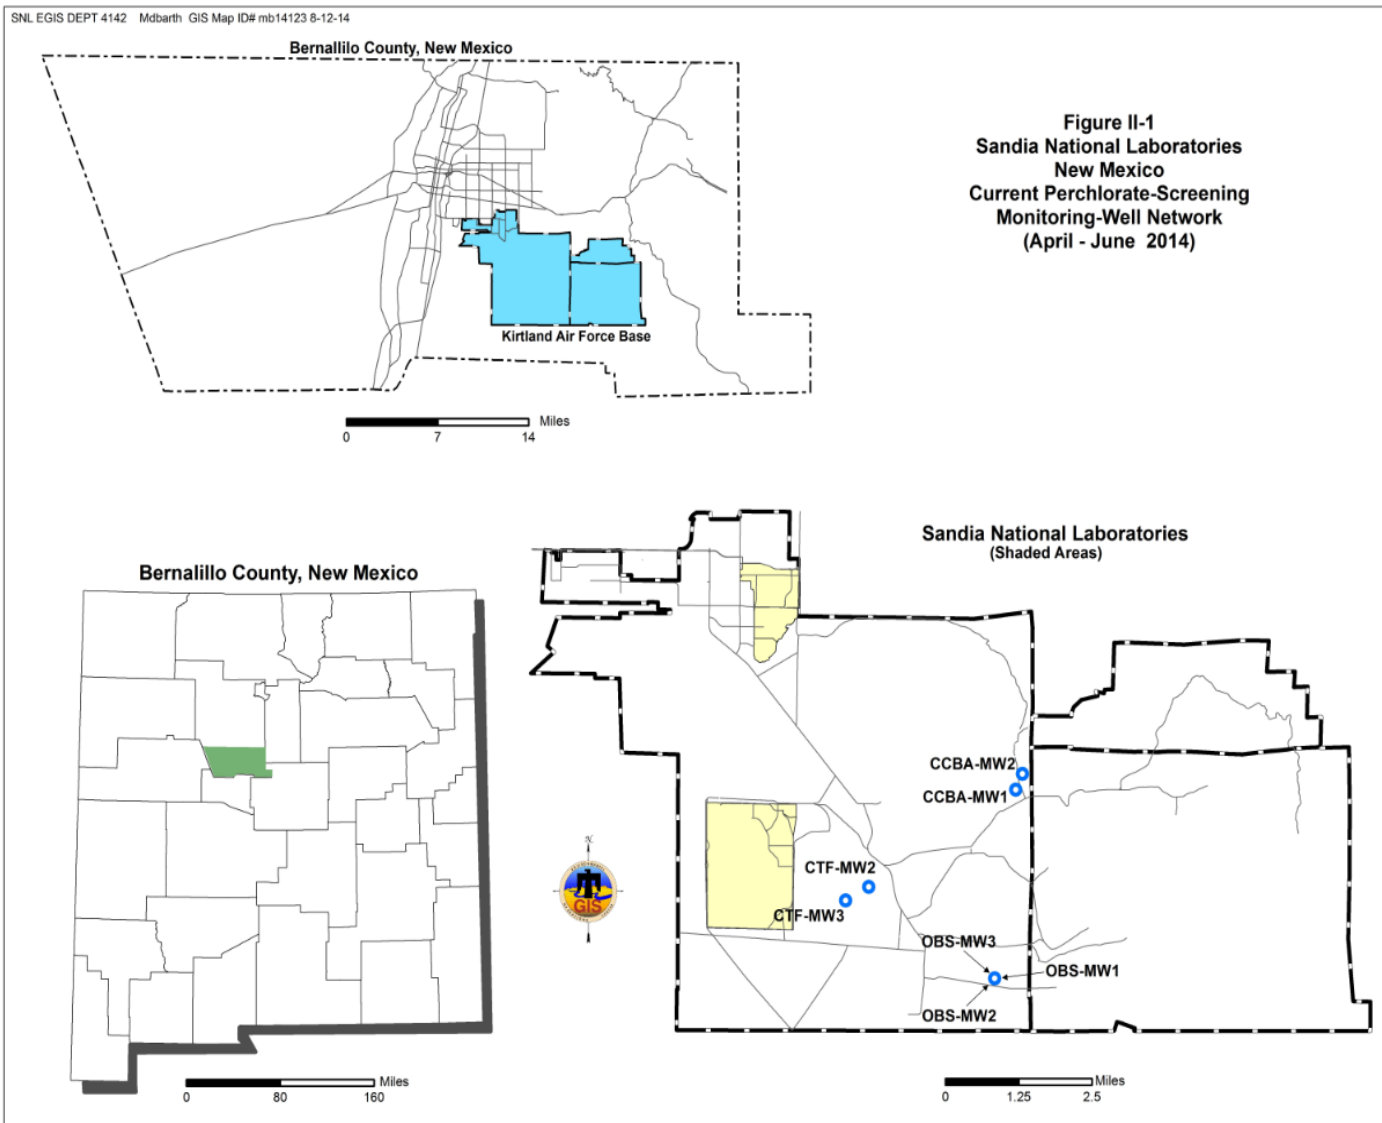 SNL EGIS DEPT 4142 Mdbarth GIS Map ID# mb14123 8-12-14
Bernallilo County, New Mexico
Figure II-1
Sandia National Laboratories
New Mexico
Current Perchlorate-Screening
Monitoring-Well Network
(April - June 2014)
Kirtland Air Force Base
Miles
0 7 14
Sandia National Laboratories
(Shaded Areas)
Bernalillo County, New Mexico
CCBA-MW2
CCBA-MW1
CTF-MW2
CTF-MW3
OBS-MW3
OBS-MW1
OBS-MW2
N
GIS
Miles
0 80 160
Miles
0 1.25 2.5